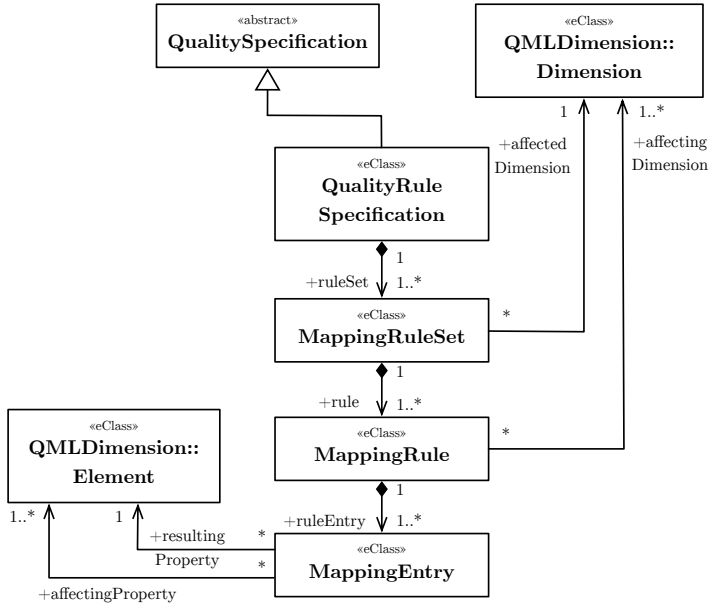 «abstract»
QualitySpecification
«eClass»
QMLDimension::
Dimension
1
1..*
+affected
Dimension
+affecting
Dimension
«eClass»
QualityRule
Specification
1
+ruleSet
1..*
«eClass»
MappingRuleSet
*
1
+rule
1..*
«eClass»
MappingRule
*
1
+ruleEntry
1..*
«eClass»
QMLDimension::
Element
1..*
1
+resulting
Property
*
*
+affectingProperty
«eClass»
MappingEntry